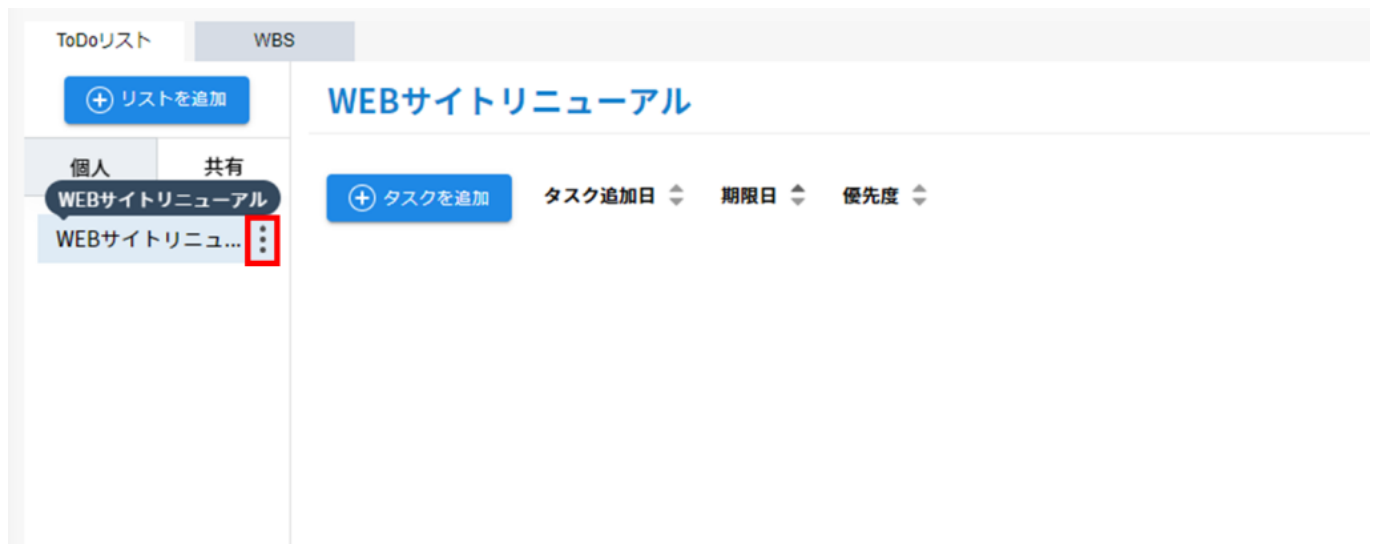 ToDoリスト WBS
リストを追加
WEBサイトリニューアル
個人 共有
WEBサイトリニューアル
タスクを追加 タスク追加日 期限日 優先度
WEBサイトリニュ...